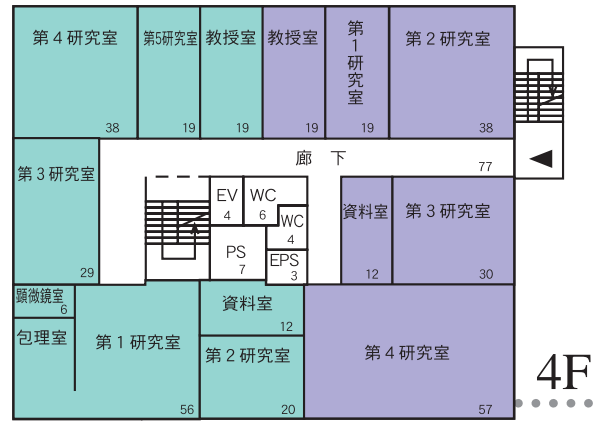 第4研究室
38
第5研究室
19
教授室
19
教授室
19
第1研究室
19
第2研究室
38
廊 下
77
第3研究室
29
EV
4
WC
6
WC
4
PS
7
EPS
3
資料室
12
第3研究室
30
顕微鏡室
6
包理室
第1研究室
56
資料室
12
第2研究室
20
第4研究室
57
4F